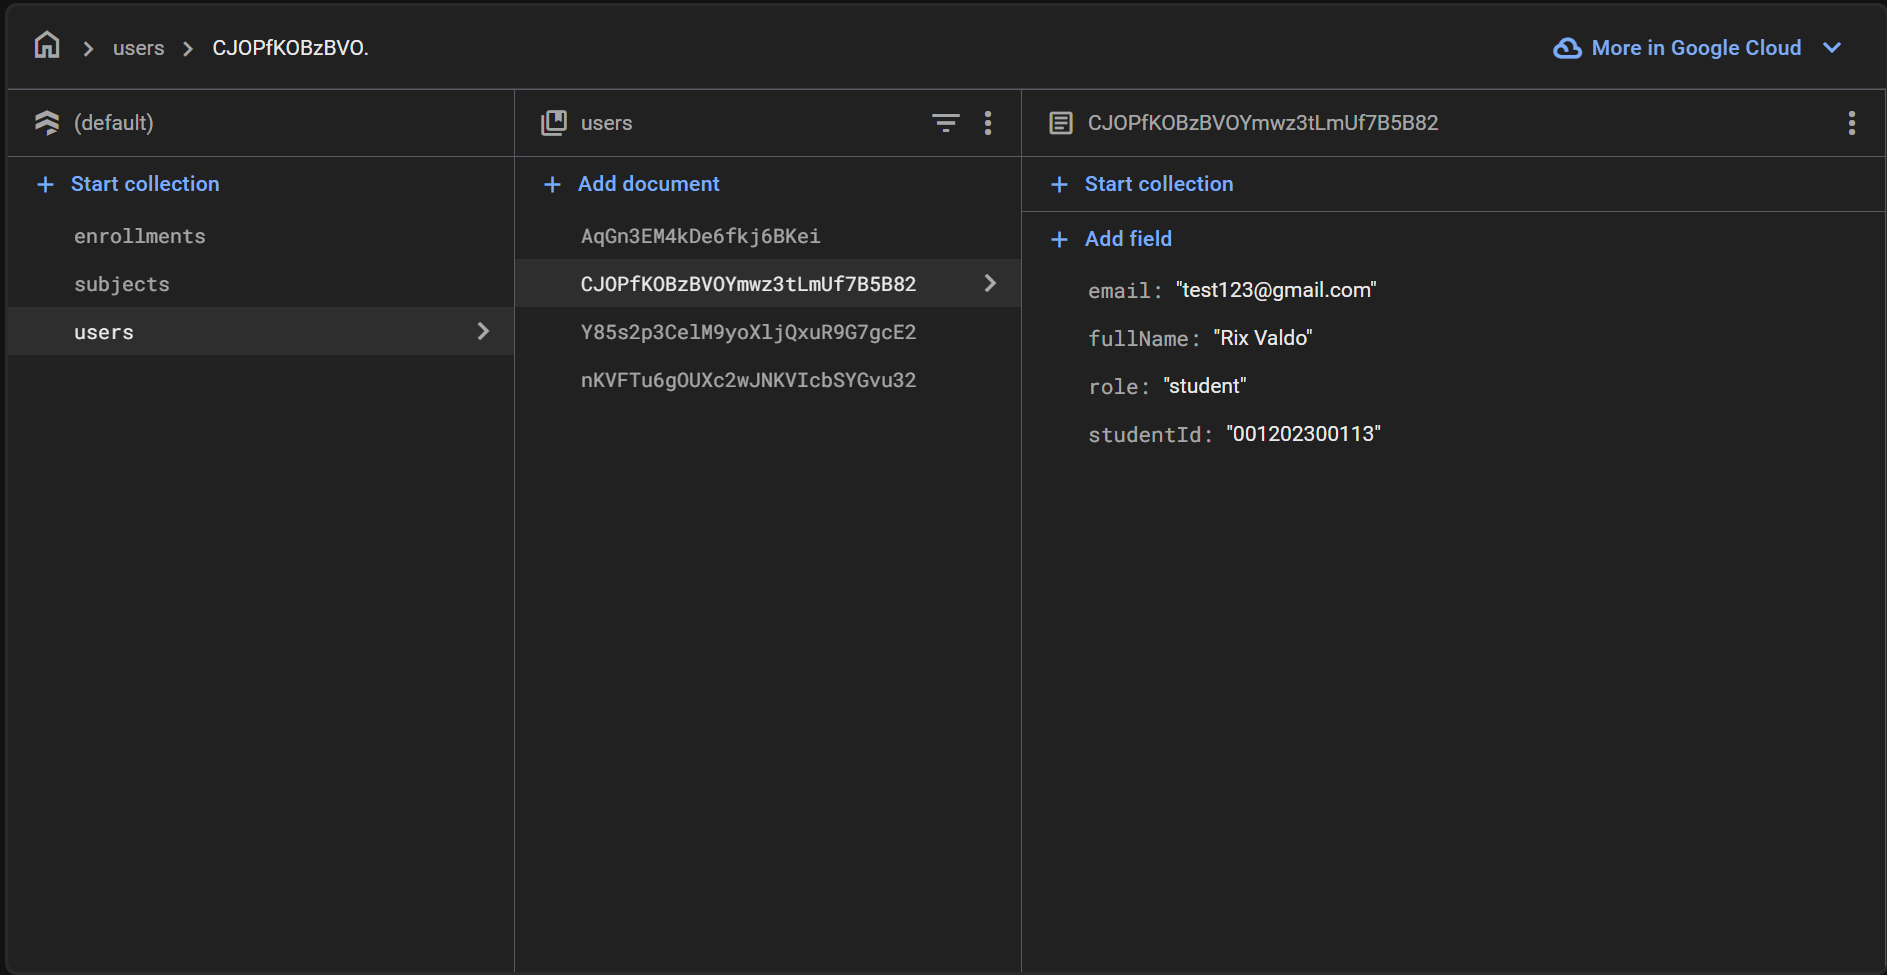 users CJOPfKOBzBVO.
More in Google Cloud
(default)
Start collection
enrollments
subjects
users
users
Add document
AqGn3EM4kDe6fkj6BKei
CJOPfKOBzBVOYmwz3tLmUf7B5B82
Y85s2p3CelM9yoXljQxuR9G7gcE2
nKVFTu6gOUXc2wJNKVIcbSYGvu32
CJOPfKOBzBVOYmwz3tLmUf7B5B82
Start collection
Add field
email: "test123@gmail.com"
fullName: "Rix Valdo"
role: "student"
studentId: "001202300113"